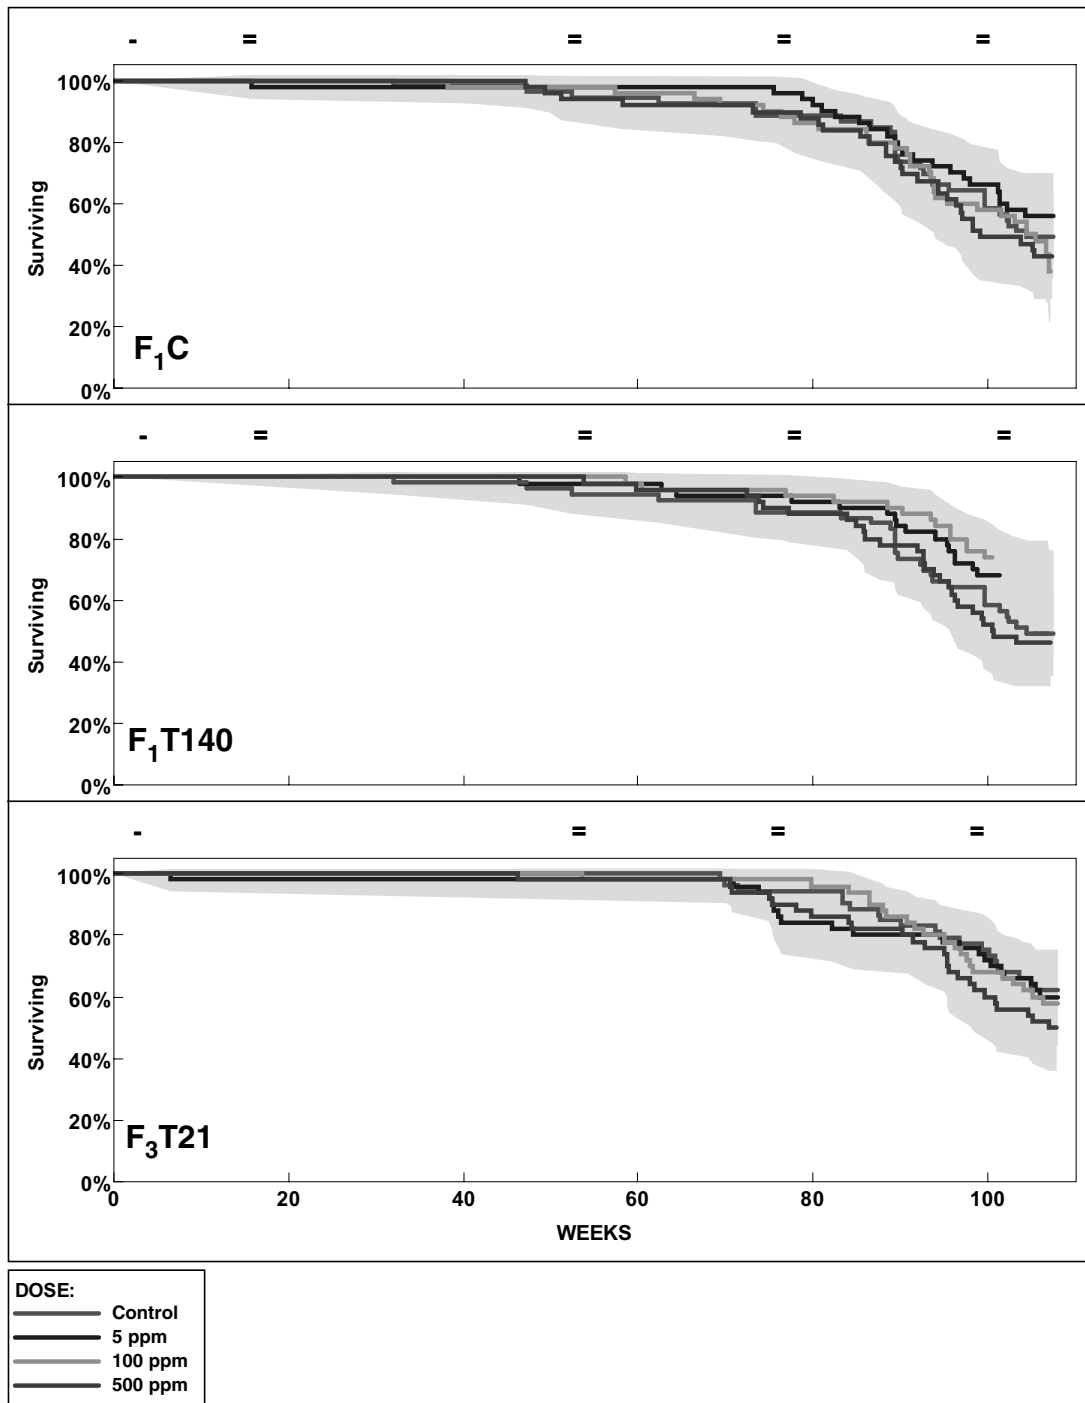 - = = = =
100%
80%
60%
40%
20%
0%
Surviving
F1C
- = = = =
100%
80%
60%
40%
20%
0%
Surviving
F1T140
- = = =
100%
80%
60%
40%
20%
0%
Surviving
F3T21
0 20 40 60 80 100
WEEKS
DOSE:
Control
5 ppm
100 ppm
500 ppm